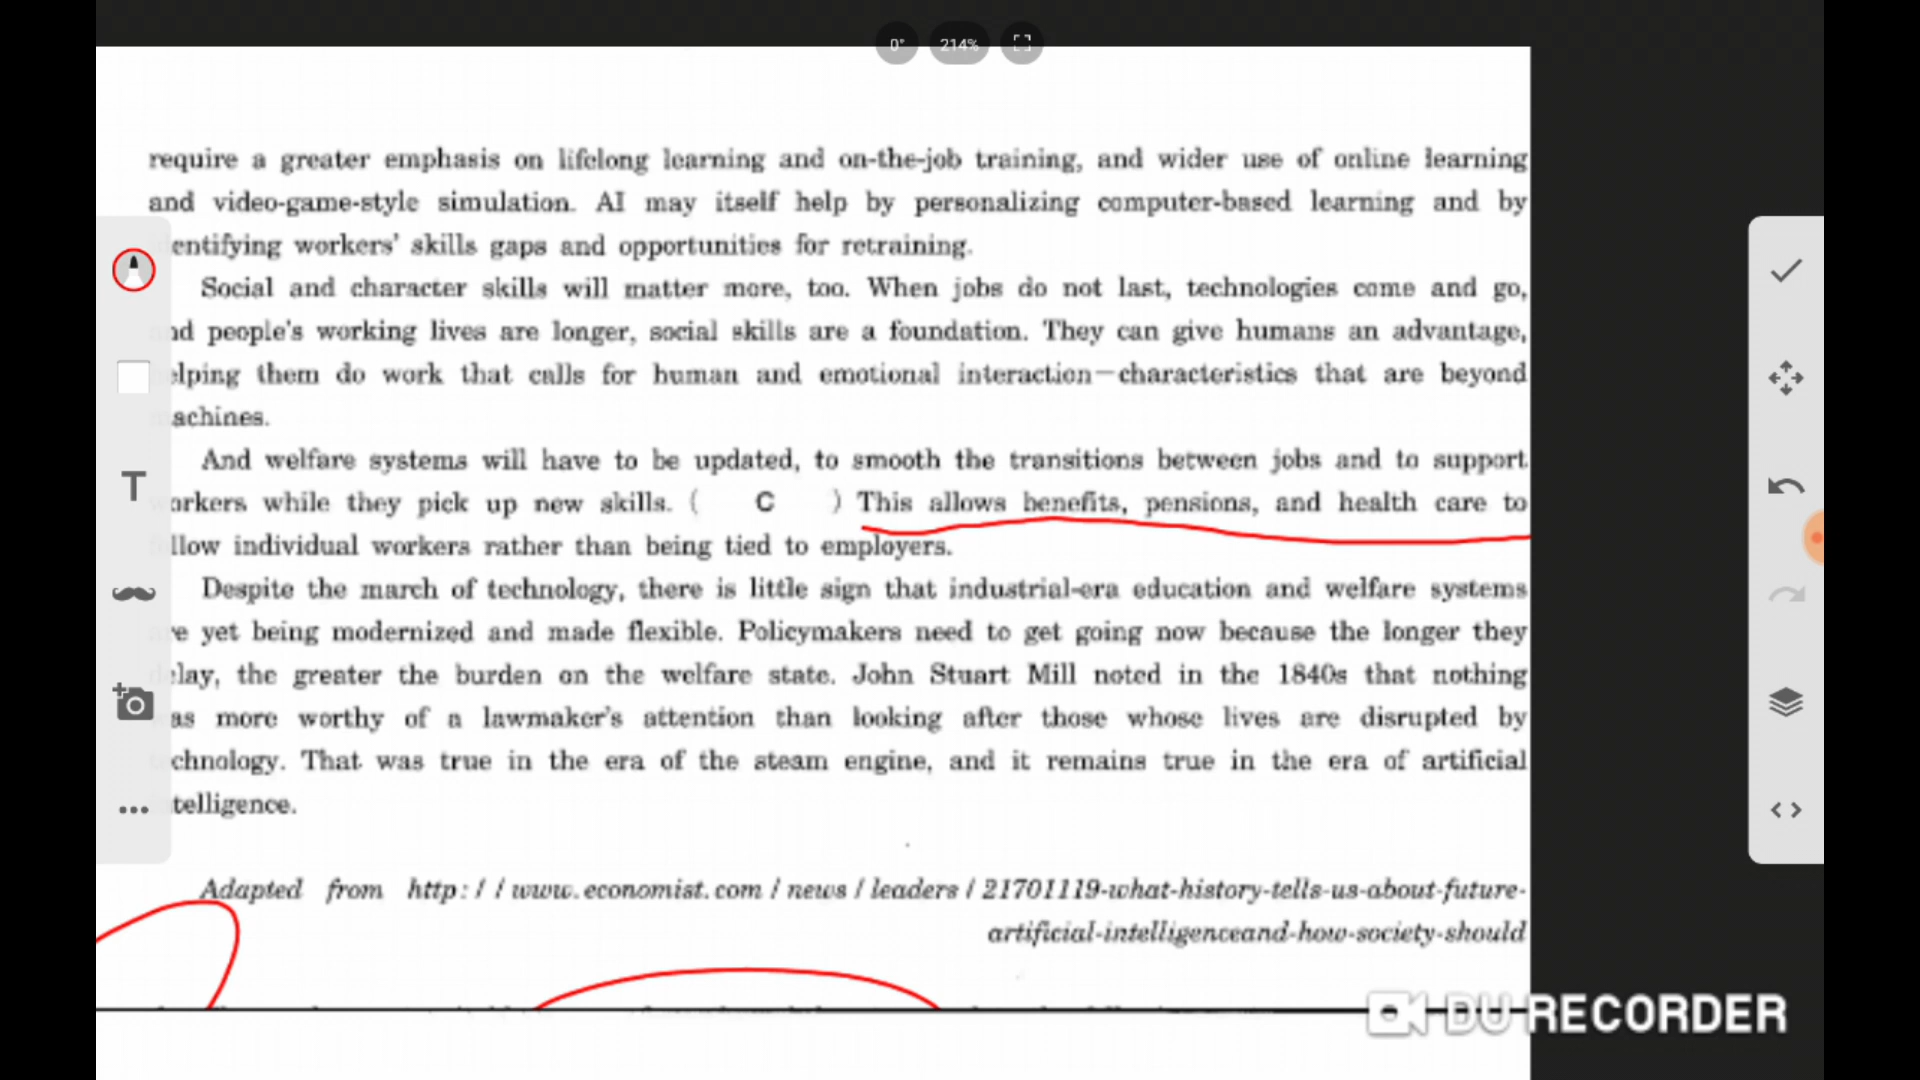 0° 214%
require a greater emphasis on lifelong learning and on-the-job training, and wider use of online learning
and video-game-style simulation. AI may itself help by personalizing computer-based learning and by
entifying workers' skills gaps and opportunities for retraining.
Social and character skills will matter more, too. When jobs do not last, technologies come and go,
nd people's working lives are longer, social skills are a foundation. They can give humans an advantage,
elping them do work that calls for human and emotional interaction—characteristics that are beyond
achines.
And welfare systems will have to be updated, to smooth the transitions between jobs and to support
orkers while they pick up new skills. ( C ) This allows benefits, pensions, and health care to
llow individual workers rather than being tied to employers.
Despite the march of technology, there is little sign that industrial-era education and welfare systems
re yet being modernized and made flexible. Policymakers need to get going now because the longer they
elay, the greater the burden on the welfare state. John Stuart Mill noted in the 1840s that nothing
as more worthy of a lawmaker's attention than looking after those whose lives are disrupted by
chnology. That was true in the era of the steam engine, and it remains true in the era of artificial
telligence.
Adapted from http://www.economist.com/news/leaders/21701119-what-history-tells-us-about-future-
artificial-intelligenceand-how-society-should
T
DU RECORDER